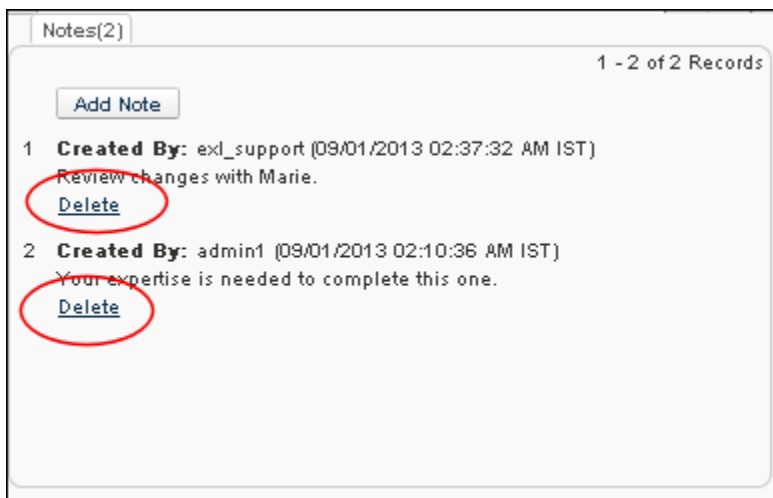 Notes(2)
1 - 2 of 2 Records
Add Note
1 Created By: exl_support (09/01/2013 02:37:32 AM IST)
Review changes with Marie.
Delete
2 Created By: admin1 (09/01/2013 02:10:36 AM IST)
Your expertise is needed to complete this one.
Delete